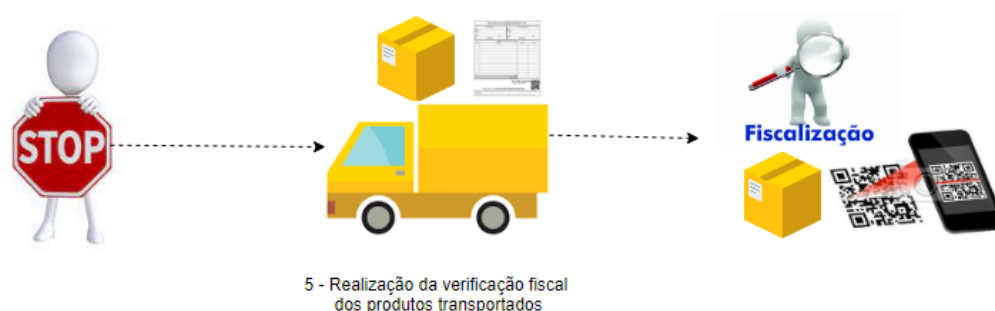 STOP
Fiscalização
5 - Realização da verificação fiscal
dos produtos transportados